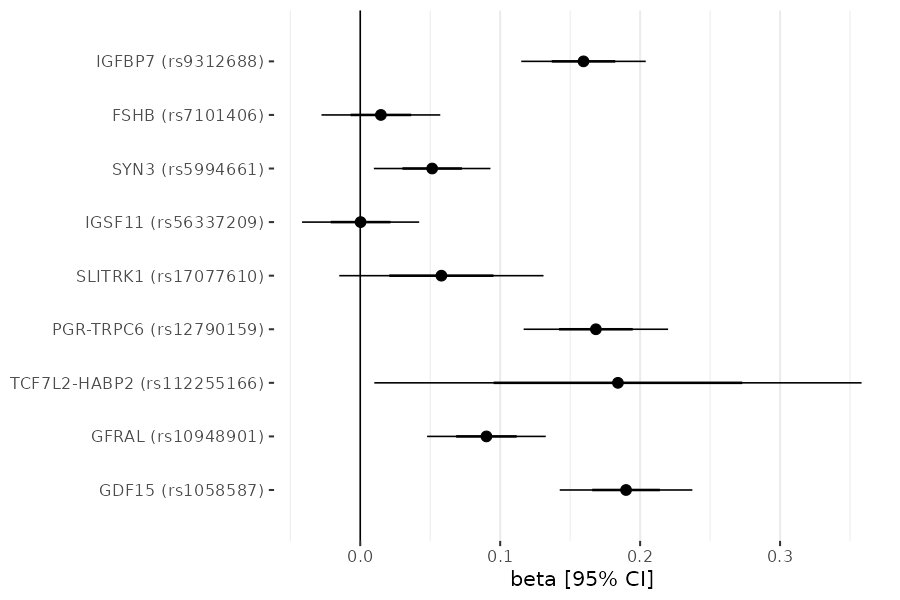 IGFBP7 (rs9312688)
FSHB (rs7101406)
SYN3 (rs5994661)
IGSF11 (rs56337209)
SLITRK1 (rs17077610)
PGR-TRPC6 (rs12790159)
TCF7L2-HABP2 (rs112255166)
GFRAL (rs10948901)
GDF15 (rs1058587)
0.0 0.1 0.2 0.3
beta [95% CI]